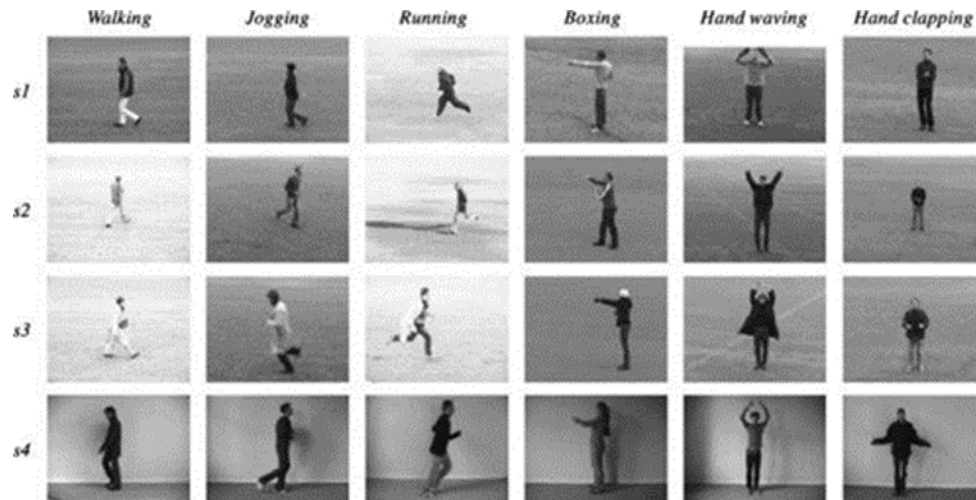 Walking Jogging Running Boxing Hand waving Hand clapping
s1
s2
s3
s4